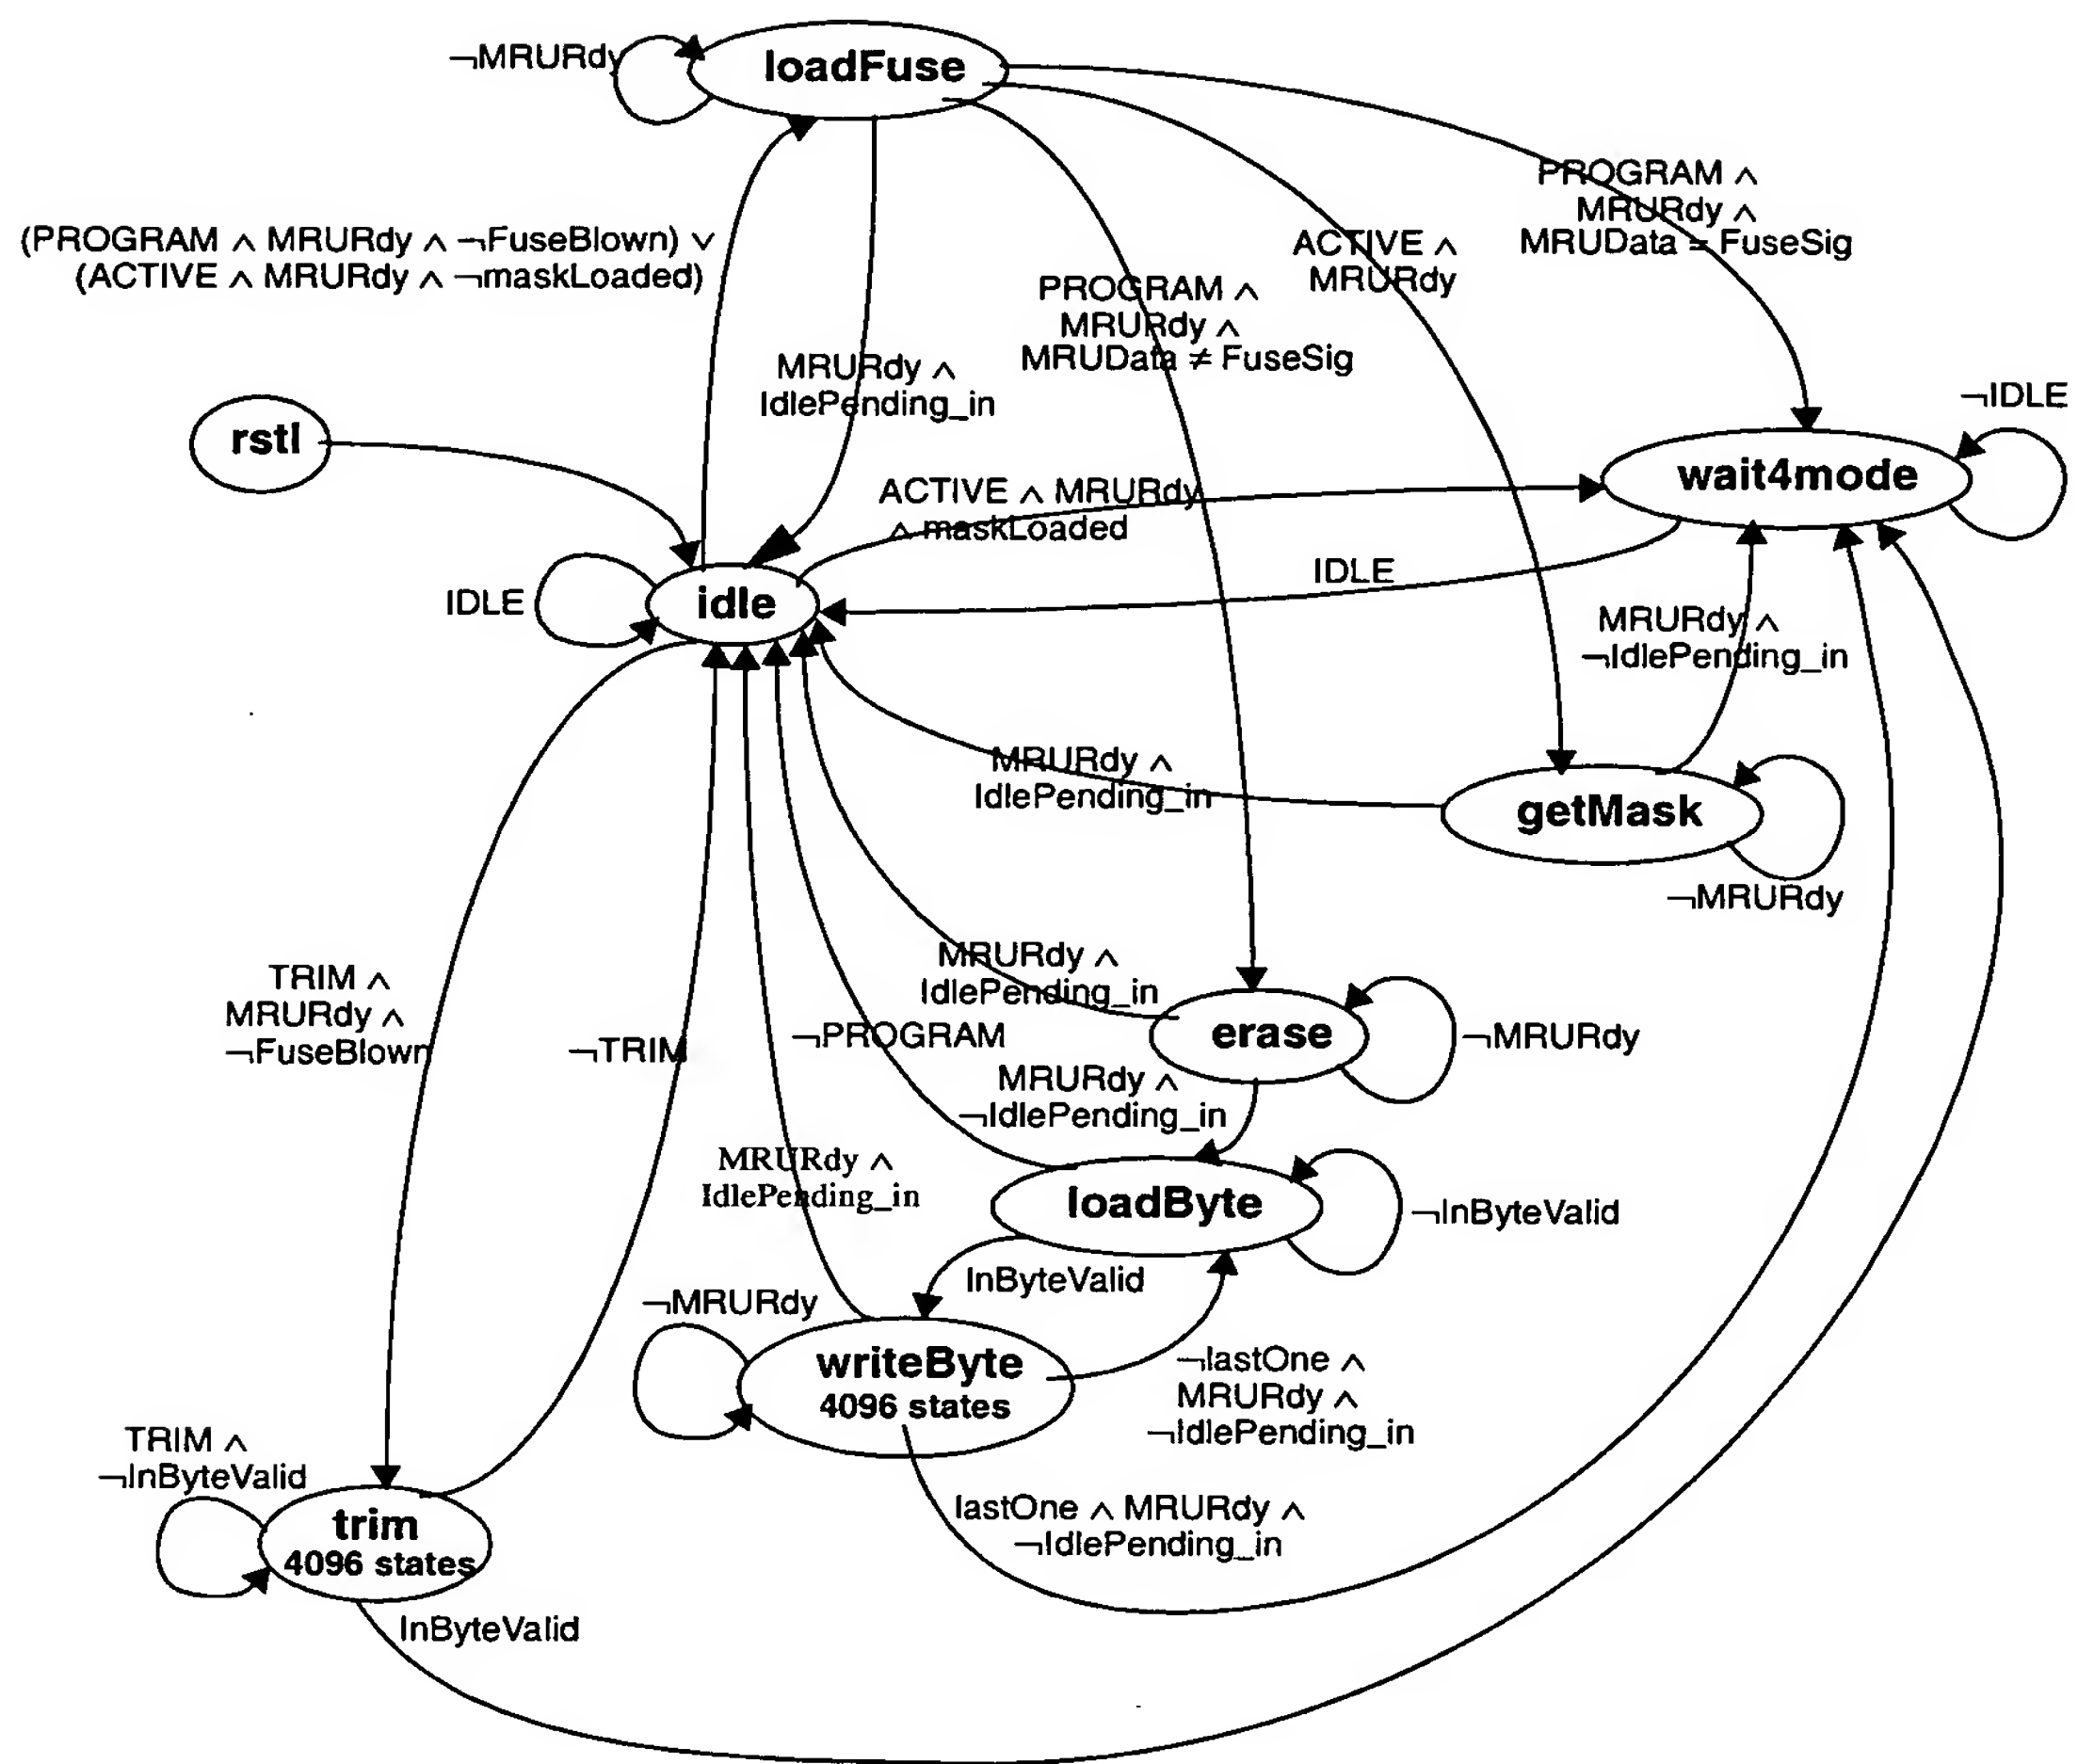 ¬MRURdy
loadFuse
PROGRAM ∧
MRURdy ∧
MRUData = FuseSig
(PROGRAM ∧ MRURdy ∧ ¬FuseBlown) ∨
(ACTIVE ∧ MRURdy ∧ ¬maskLoaded)
ACTIVE ∧
MRURdy
PROGRAM ∧
MRURdy ∧
MRUData ≠ FuseSig
MRURdy ∧
IdlePending_in
¬IDLE
rstl
wait4mode
ACTIVE ∧ MRURdy
∧ maskLoaded
IDLE
IDLE
idle
MRURdy ∧
¬IdlePending_in
MRURdy ∧
IdlePending_in
getMask
¬MRURdy
MRURdy ∧
IdlePending_in
TRIM ∧
MRURdy ∧
¬FuseBlown
¬TRIM
¬PROGRAM
erase
¬MRURdy
MRURdy ∧
¬IdlePending_in
MRURdy ∧
IdlePending_in
loadByte
¬InByteValid
InByteValid
¬MRURdy
writeByte
4096 states
¬lastOne ∧
MRURdy ∧
¬IdlePending_in
TRIM ∧
¬InByteValid
lastOne ∧ MRURdy ∧
¬IdlePending_in
trim
4096 states
InByteValid